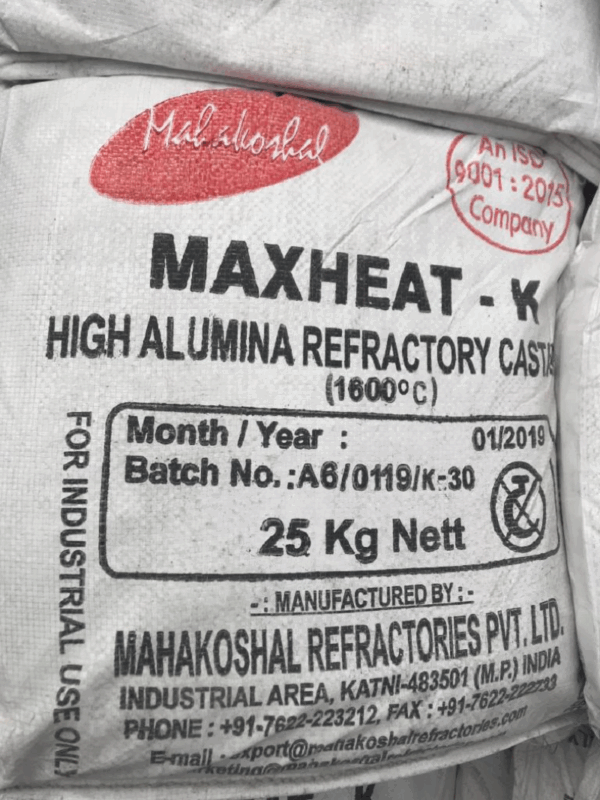 Mahakoshal
An ISO
9001 : 2015
Company
MAXHEAT - K
HIGH ALUMINA REFRACTORY
(1600°C)
Month / Year : 01/2019
Batch No.:A6/0119/K-30
25 Kg Nett
FOR INDUSTRIAL USE ONLY
-: MANUFACTURED BY :-
MAHAKOSHAL REFRACTORIES PVT. LTD.
INDUSTRIAL AREA, KATNI-483501 (M.P.) INDIA
PHONE : +91-7622-223212, FAX : +91-7622-222733
E-mail :